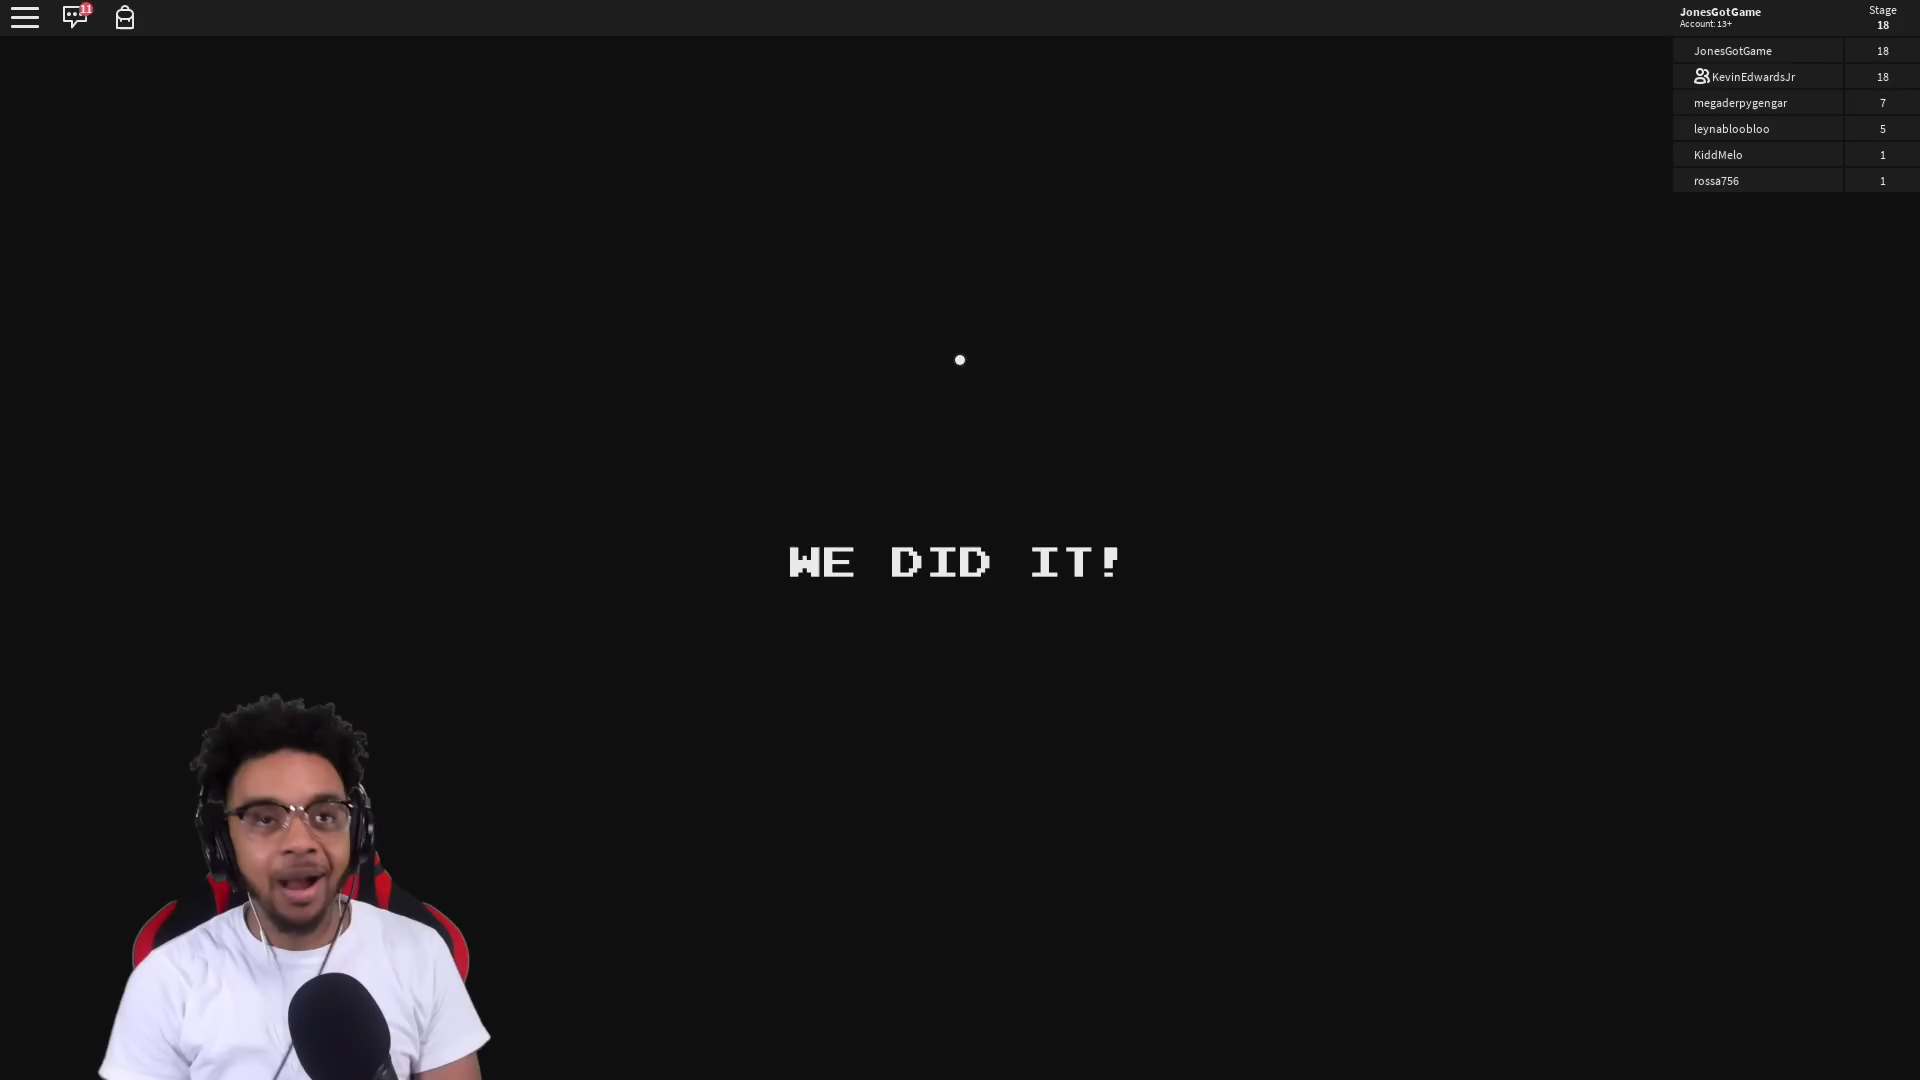 11
JonesGotGame Stage
Account: 13+ 18
JonesGotGame 18
KevinEdwardsJr 18
megaderpygengar 7
leynabloobloo 5
KiddMelo 1
rossa756 1
WE DID IT!